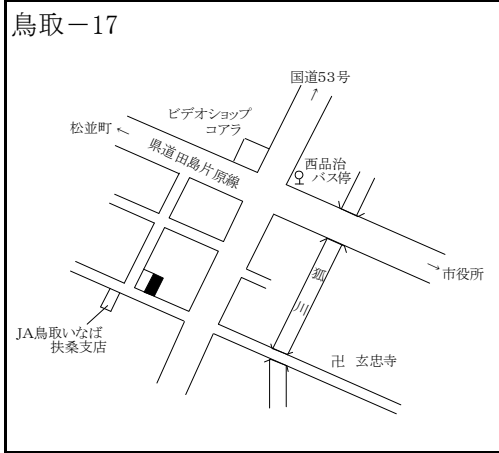 鳥取－17
国道53号
ビデオショップ
コアラ
松並町
県道田島片原線
西品治
バス停
市役所
狐川
JA鳥取いなば
扶桑支店
卍 玄忠寺